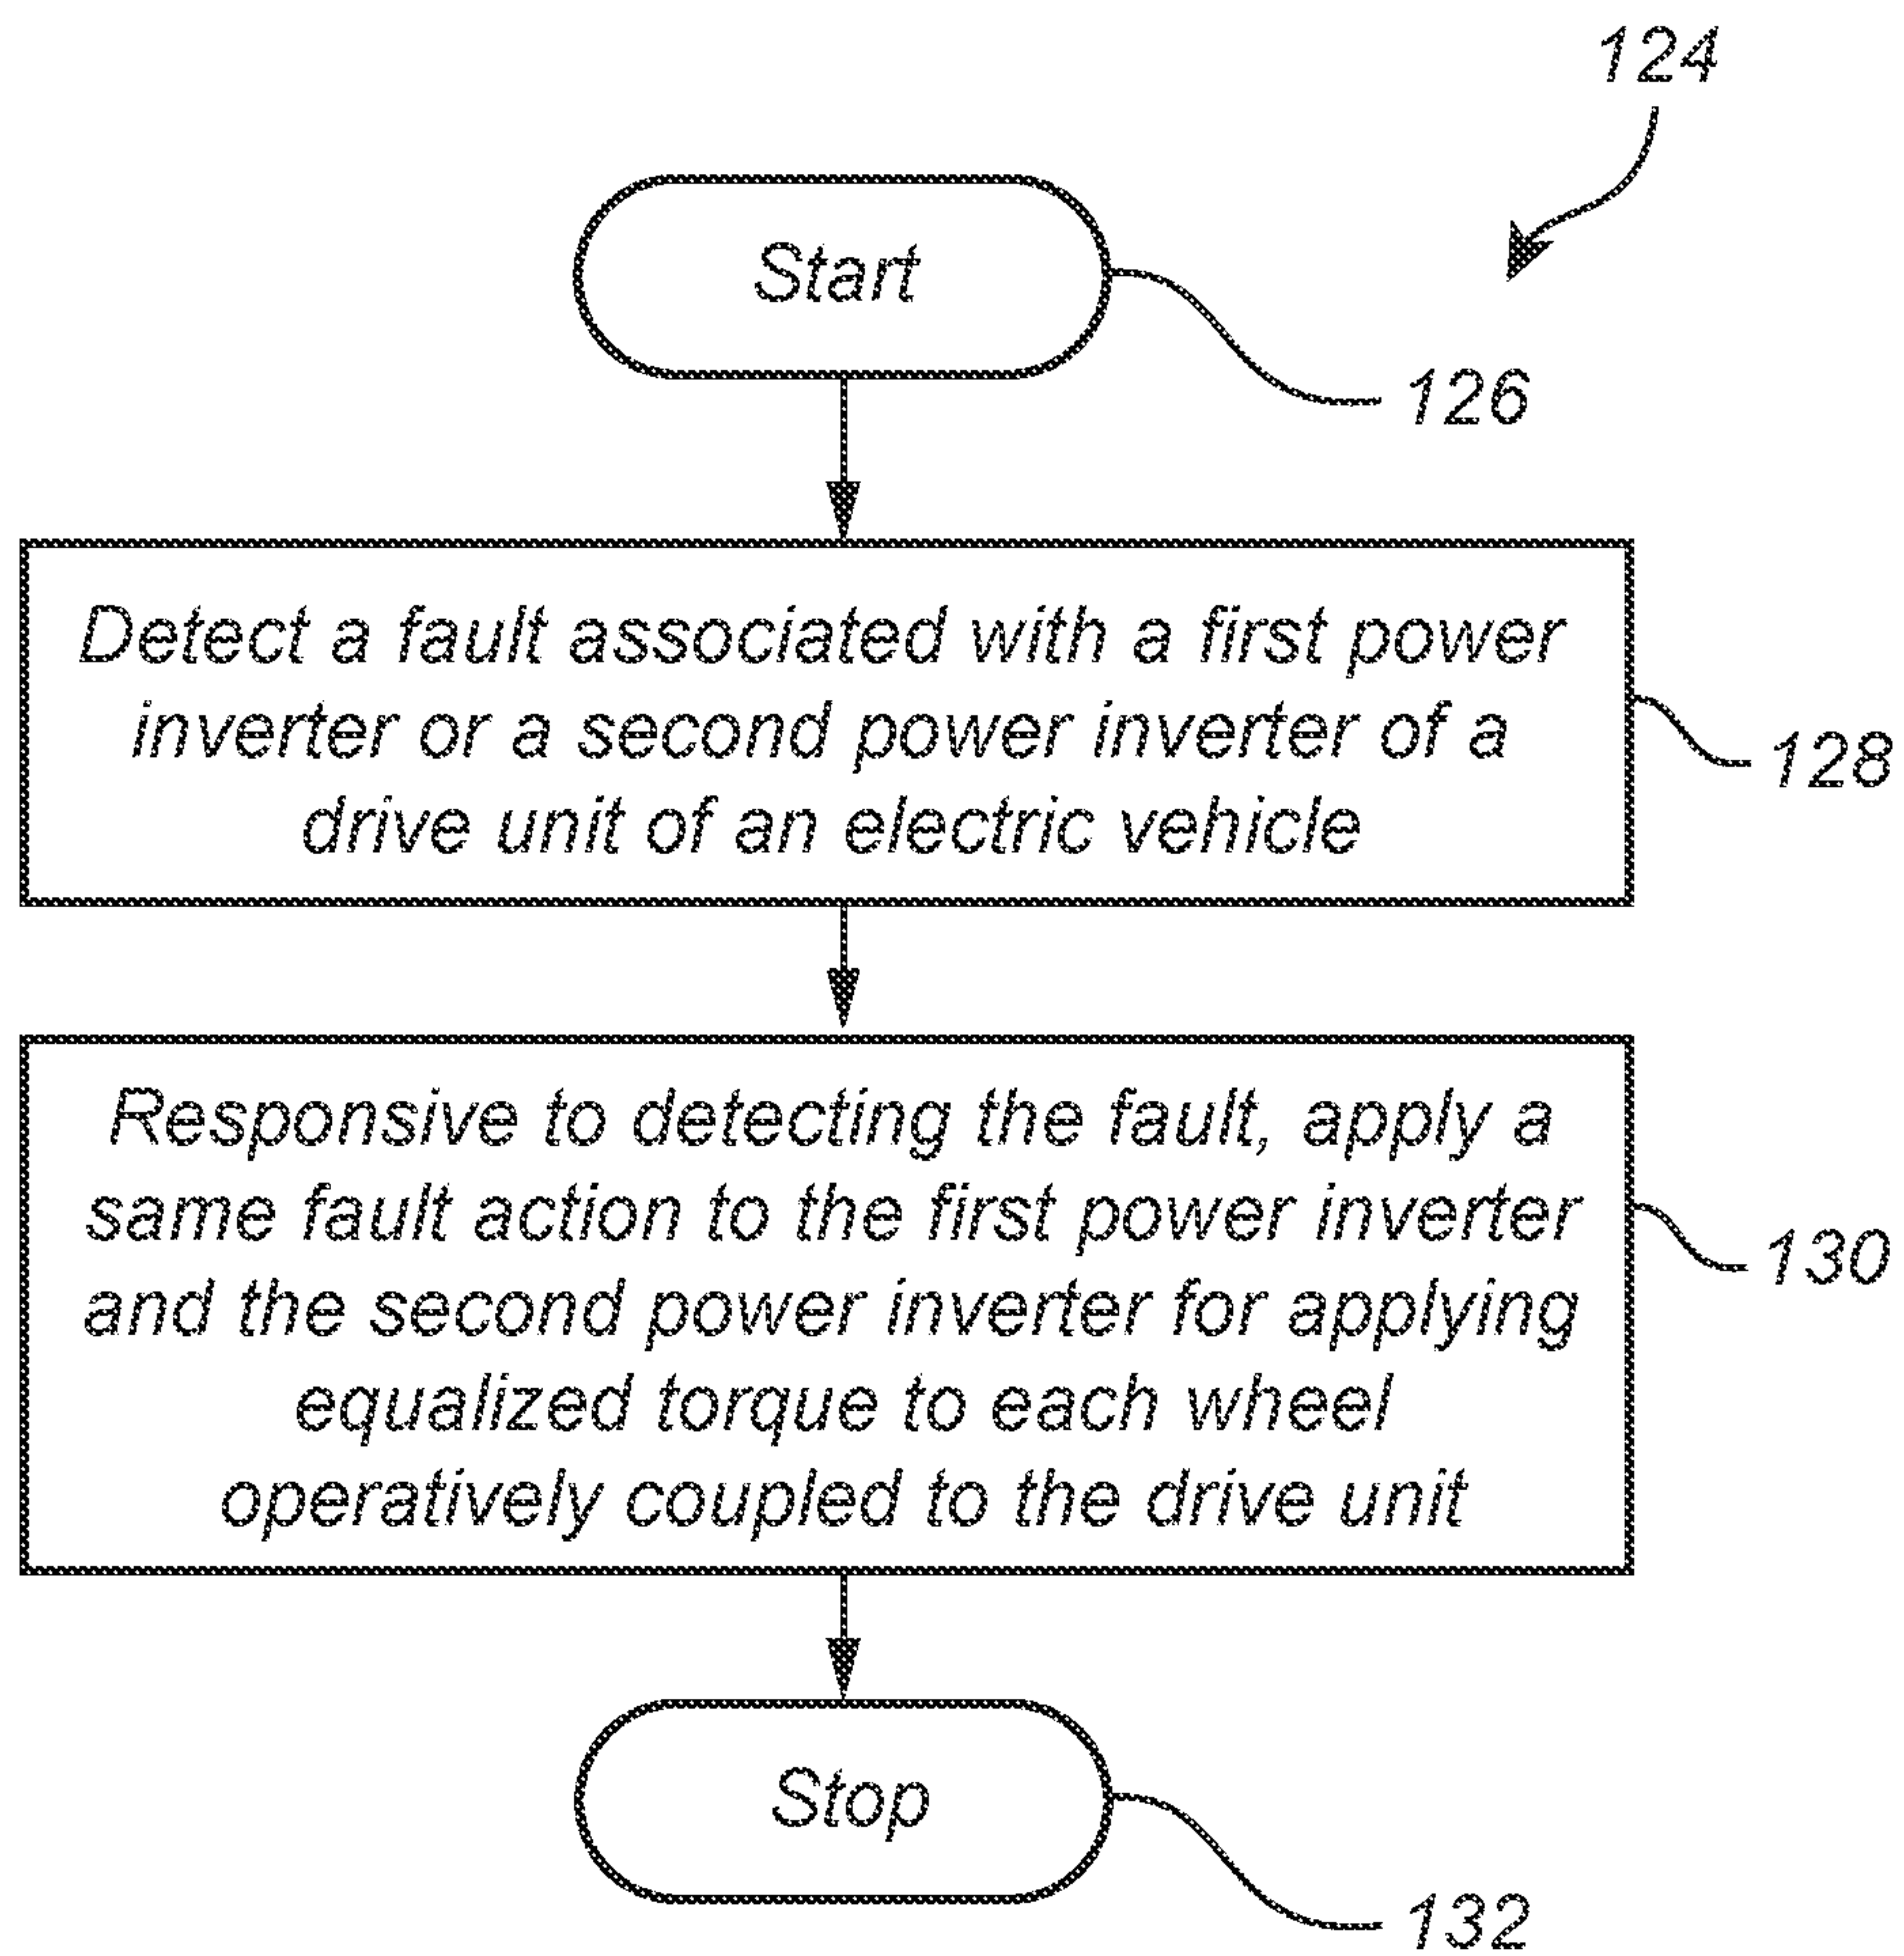 124
Start
126
Detect a fault associated with a first power
inverter or a second power inverter of a
drive unit of an electric vehicle
128
Responsive to detecting the fault, apply a
same fault action to the first power inverter
and the second power inverter for applying
equalized torque to each wheel
operatively coupled to the drive unit
130
Stop
132